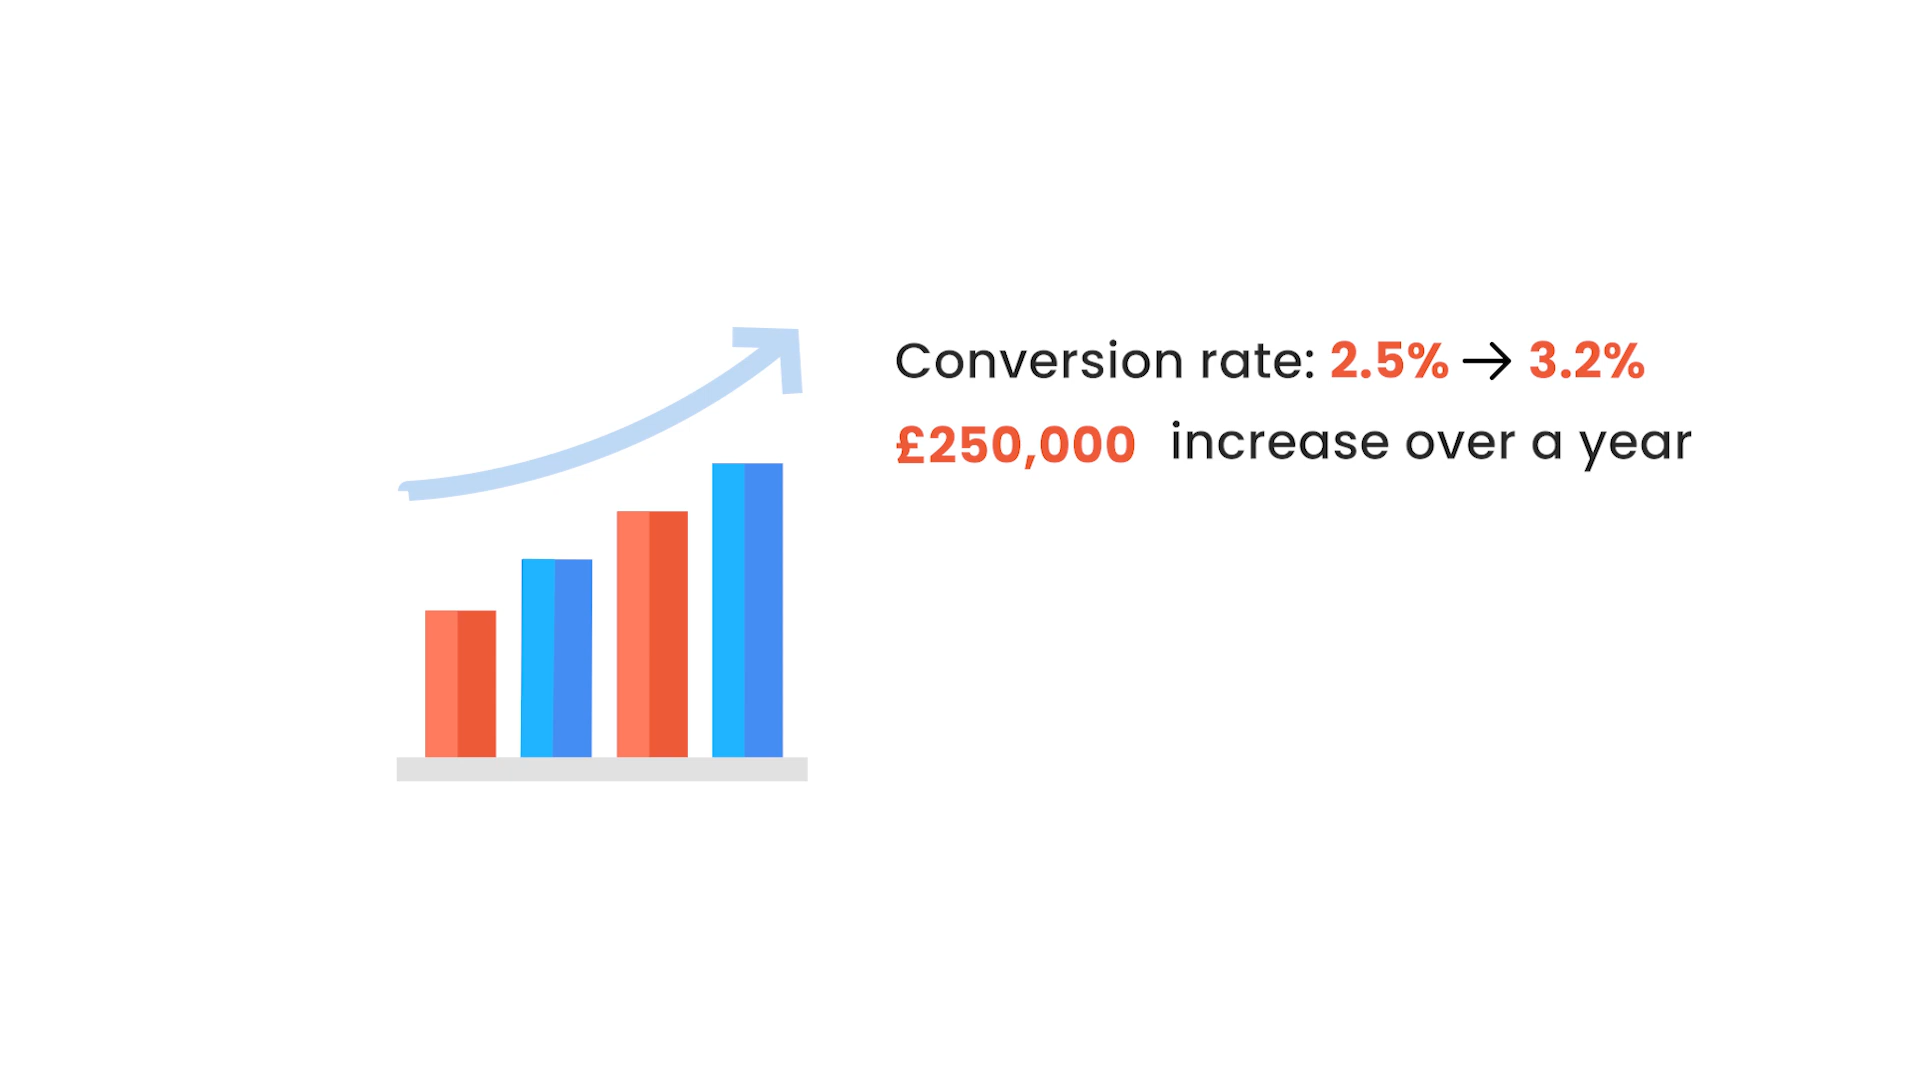 Conversion rate: 2.5% → 3.2%
£250,000 increase over a year